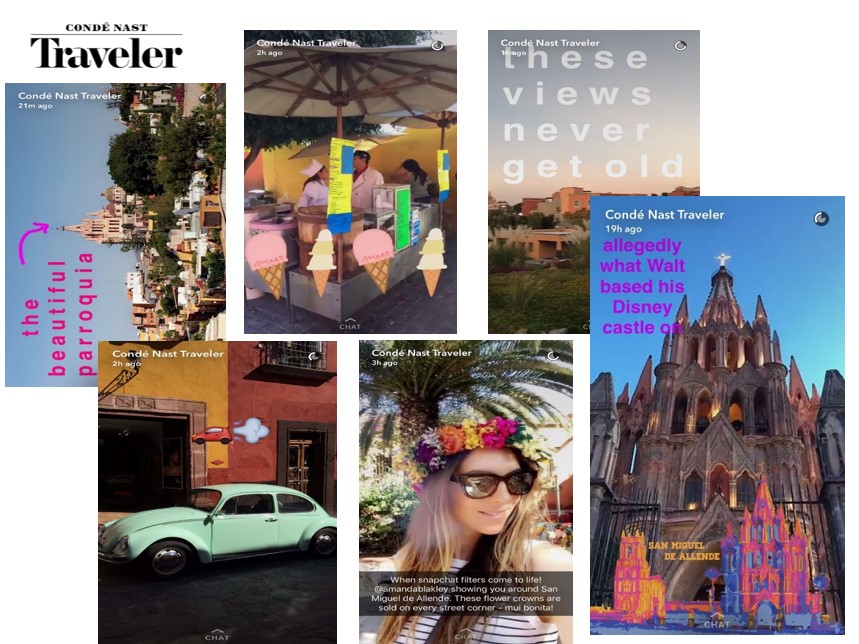 CONDÉ NAST
Traveler
Condé Nast Traveler
21m ago
the
beautiful
parroquia
Condé Nast Traveler
2h ago
CHAT
Condé Nast Traveler
1h ago
these
views
never
get old
Condé Nast Traveler
19h ago
allegedly
what Walt
based his
Disney
castle on
SAN MIGUEL
DE ALLENDE
CHAT
Condé Nast Traveler
2h ago
CHAT
Condé Nast Traveler
3h ago
When snapchat filters come to life!
@amandablakley showing you around San
Miguel de Allende. These flower crowns are
sold on every street corner - mui bonita!
CHAT